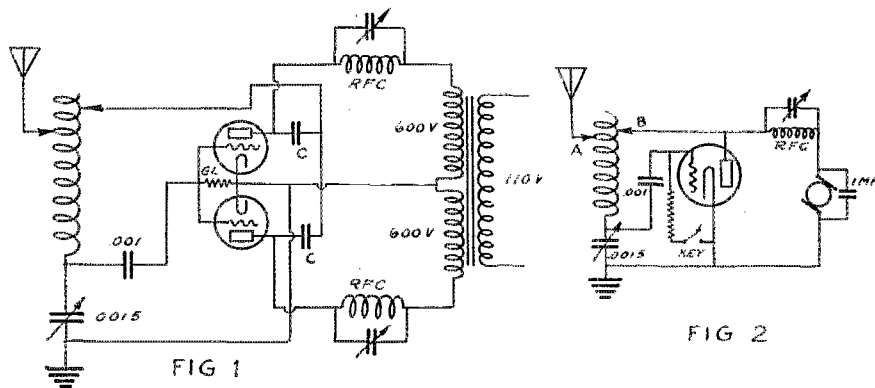 RFC
600V
C
GL
110V
.001
C
600V
.0015
RFC
FIG 1
B
A
RFC
.001
1MF
KEY
.0015
FIG 2